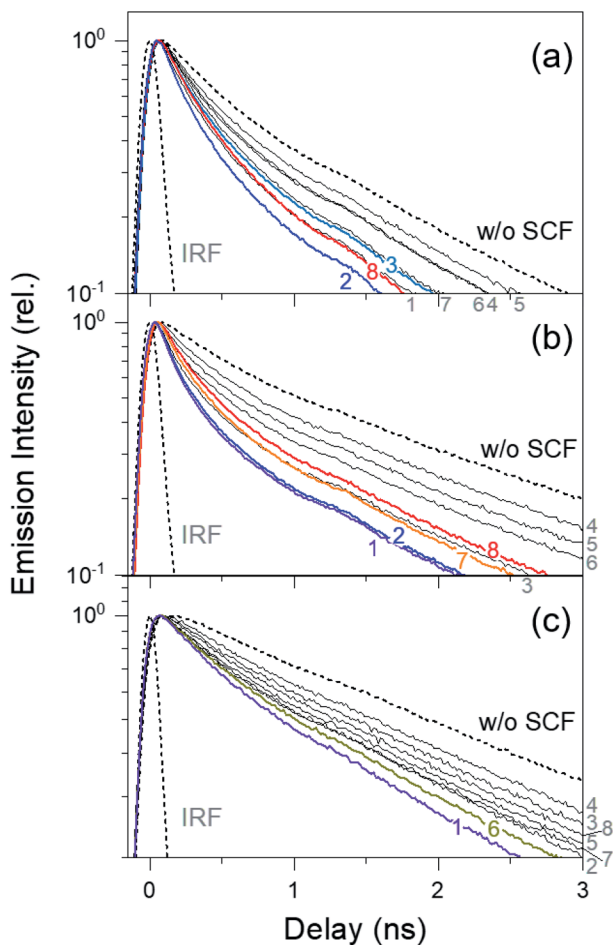 Emission Intensity (rel.)
10⁰
(a)
w/o SCF
IRF
3
8
2
10⁻¹
1 7 64 5
10⁰
(b)
w/o SCF
IRF
4
5
6
2
1
8
7
3
10⁻¹
10⁰
(c)
w/o SCF
IRF
4
3
8
5
7
2
1
6
0 1 2 3
Delay (ns)